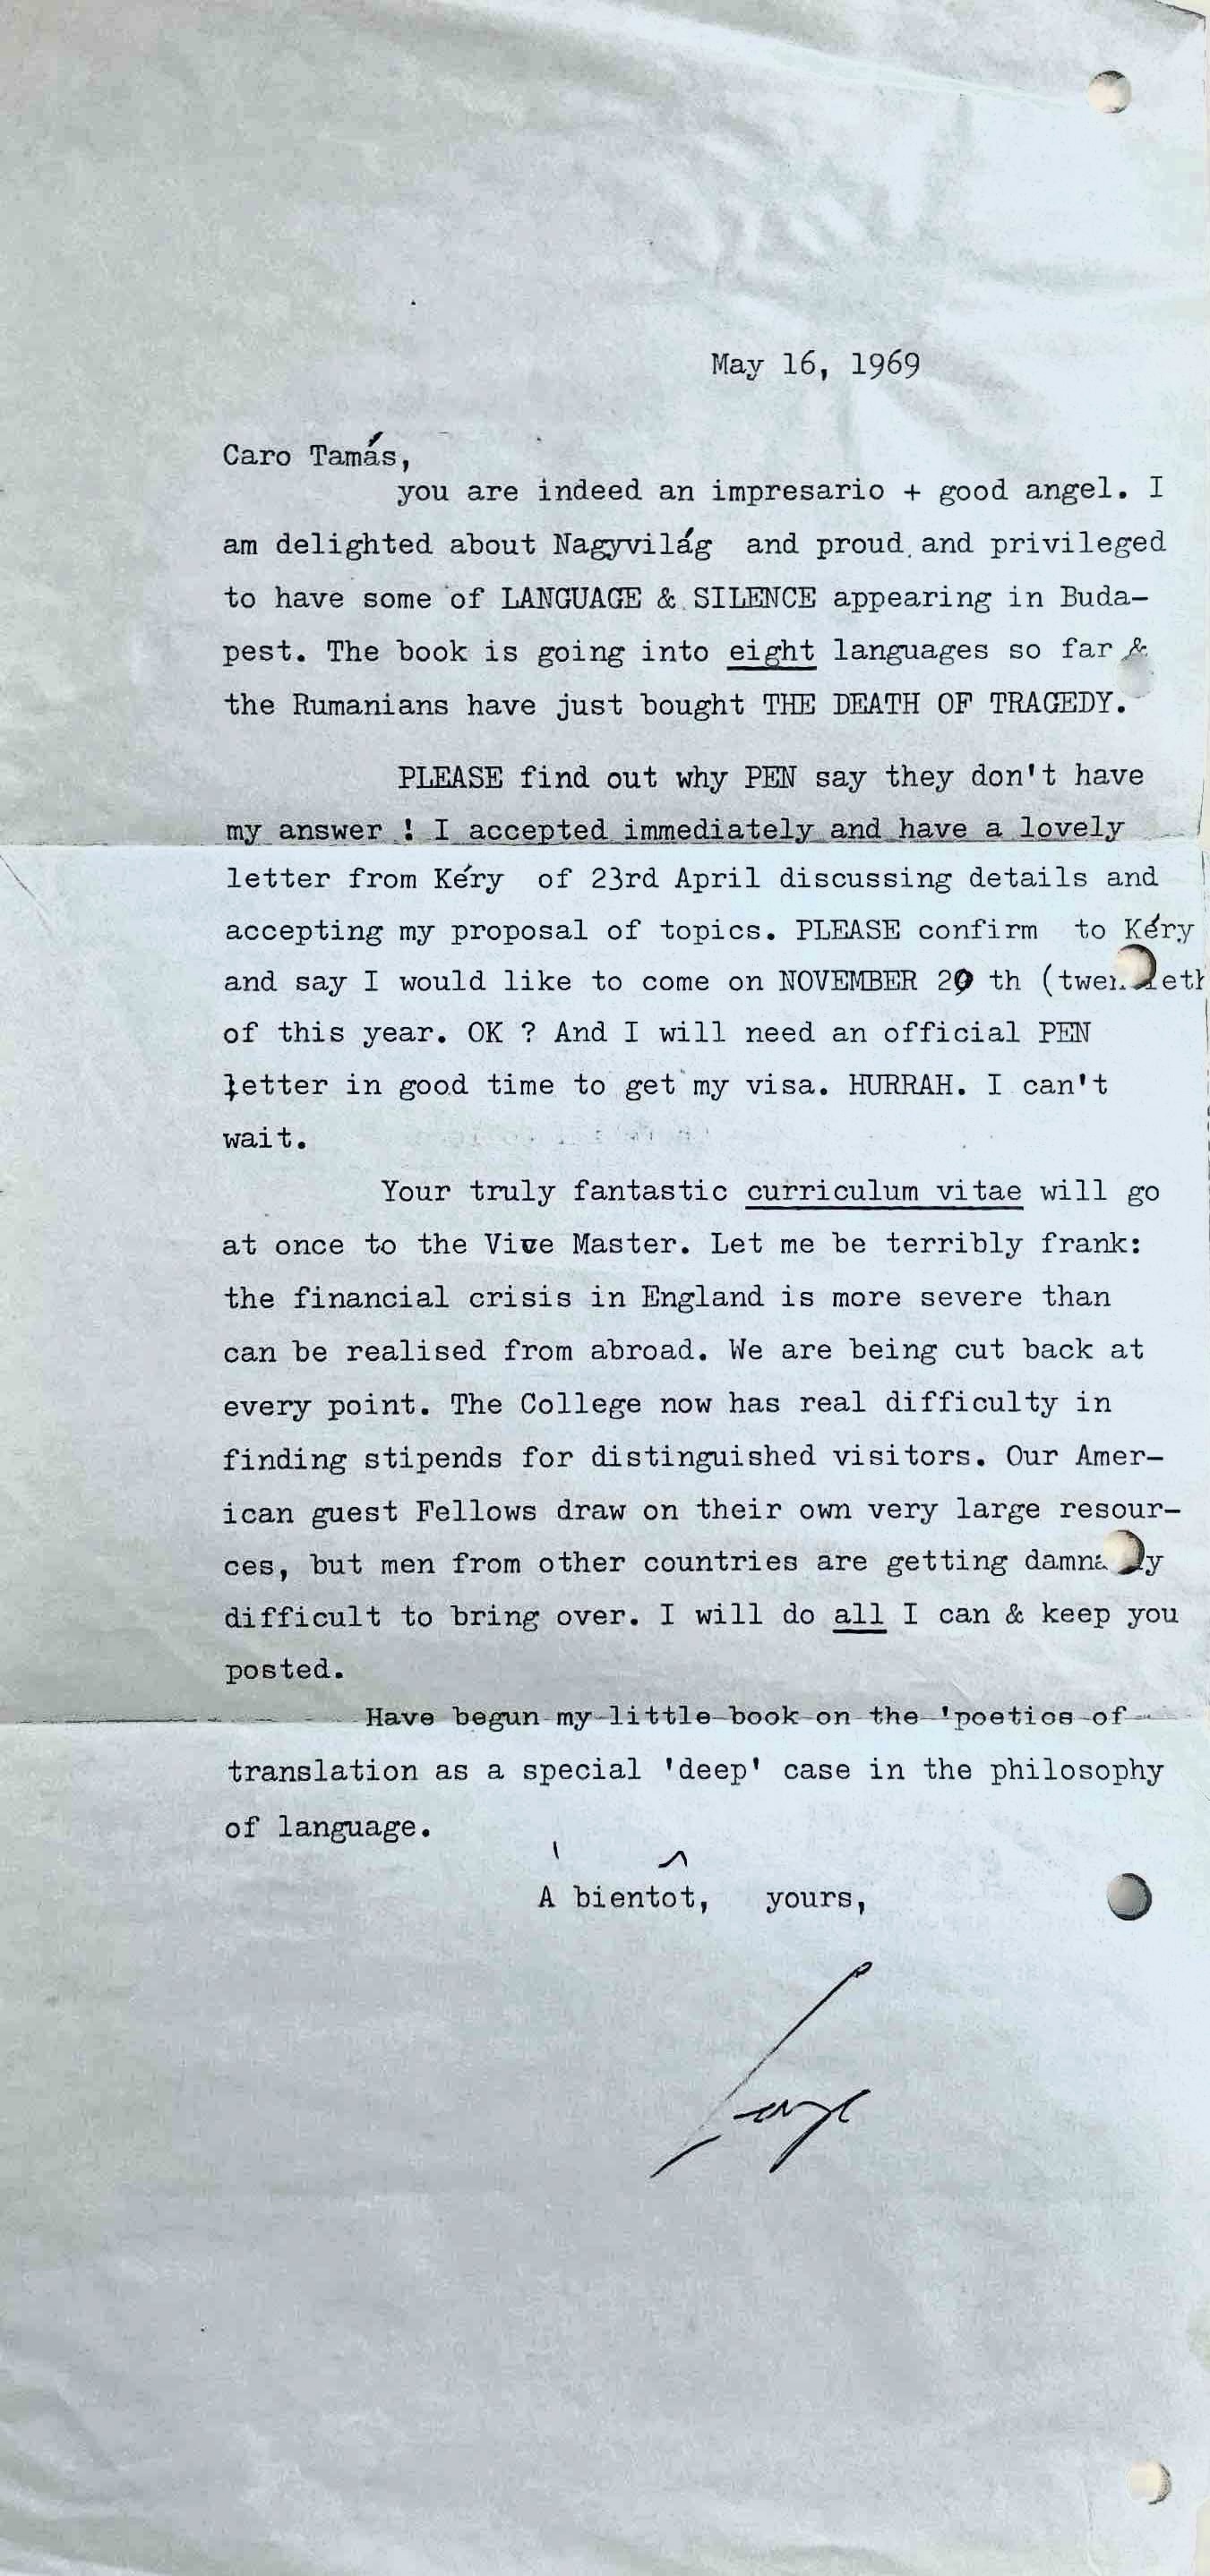 May 16, 1969
Caro Tamás,
you are indeed an impresario + good angel. I
am delighted about Nagyvilág and proud and privileged
to have some of LANGUAGE & SILENCE appearing in Buda-
pest. The book is going into eight languages so far &
the Rumanians have just bought THE DEATH OF TRAGEDY.
PLEASE find out why PEN say they don't have
my answer ! I accepted immediately and have a lovely
letter from Kéry of 23rd April discussing details and
accepting my proposal of topics. PLEASE confirm to Kéry
and say I would like to come on NOVEMBER 20 th
of this year. OK ? And I will need an official PEN
letter in good time to get my visa. HURRAH. I can't
wait.
Your truly fantastic curriculum vitae will go
at once to the Vice Master. Let me be terribly frank:
the financial crisis in England is more severe than
can be realised from abroad. We are being cut back at
every point. The College now has real difficulty in
finding stipends for distinguished visitors. Our Amer-
ican guest Fellows draw on their own very large resour-
ces, but men from other countries are getting
difficult to bring over. I will do all I can & keep you
posted.
Have begun my little book on the 'poetics of
translation as a special 'deep' case in the philosophy
of language.
À bientôt, yours,